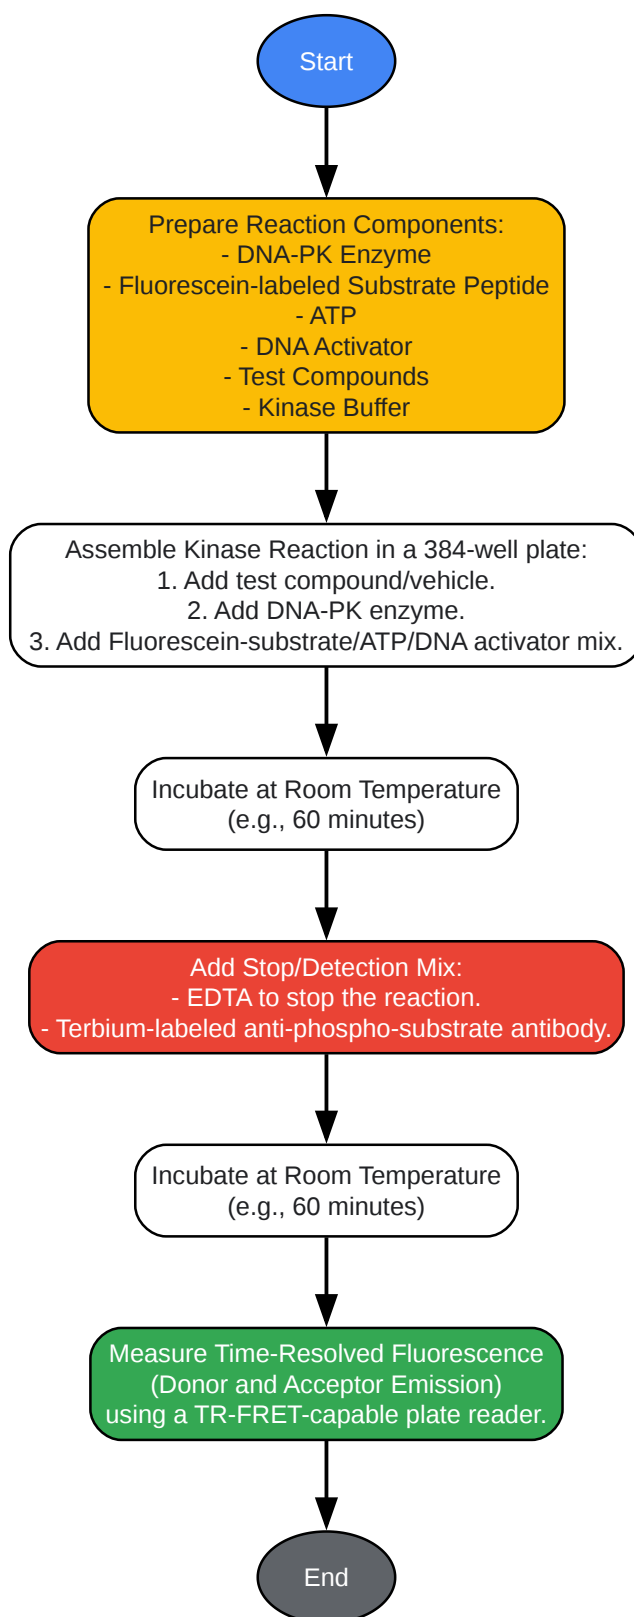 Start
Prepare Reaction Components:
- DNA-PK Enzyme
- Fluorescein-labeled Substrate Peptide
- ATP
- DNA Activator
- Test Compounds
- Kinase Buffer
Assemble Kinase Reaction in a 384-well plate:
1. Add test compound/vehicle.
2. Add DNA-PK enzyme.
3. Add Fluorescein-substrate/ATP/DNA activator mix.
Incubate at Room Temperature
(e.g., 60 minutes)
Add Stop/Detection Mix:
- EDTA to stop the reaction.
- Terbium-labeled anti-phospho-substrate antibody.
Incubate at Room Temperature
(e.g., 60 minutes)
Measure Time-Resolved Fluorescence
(Donor and Acceptor Emission)
using a TR-FRET-capable plate reader.
End